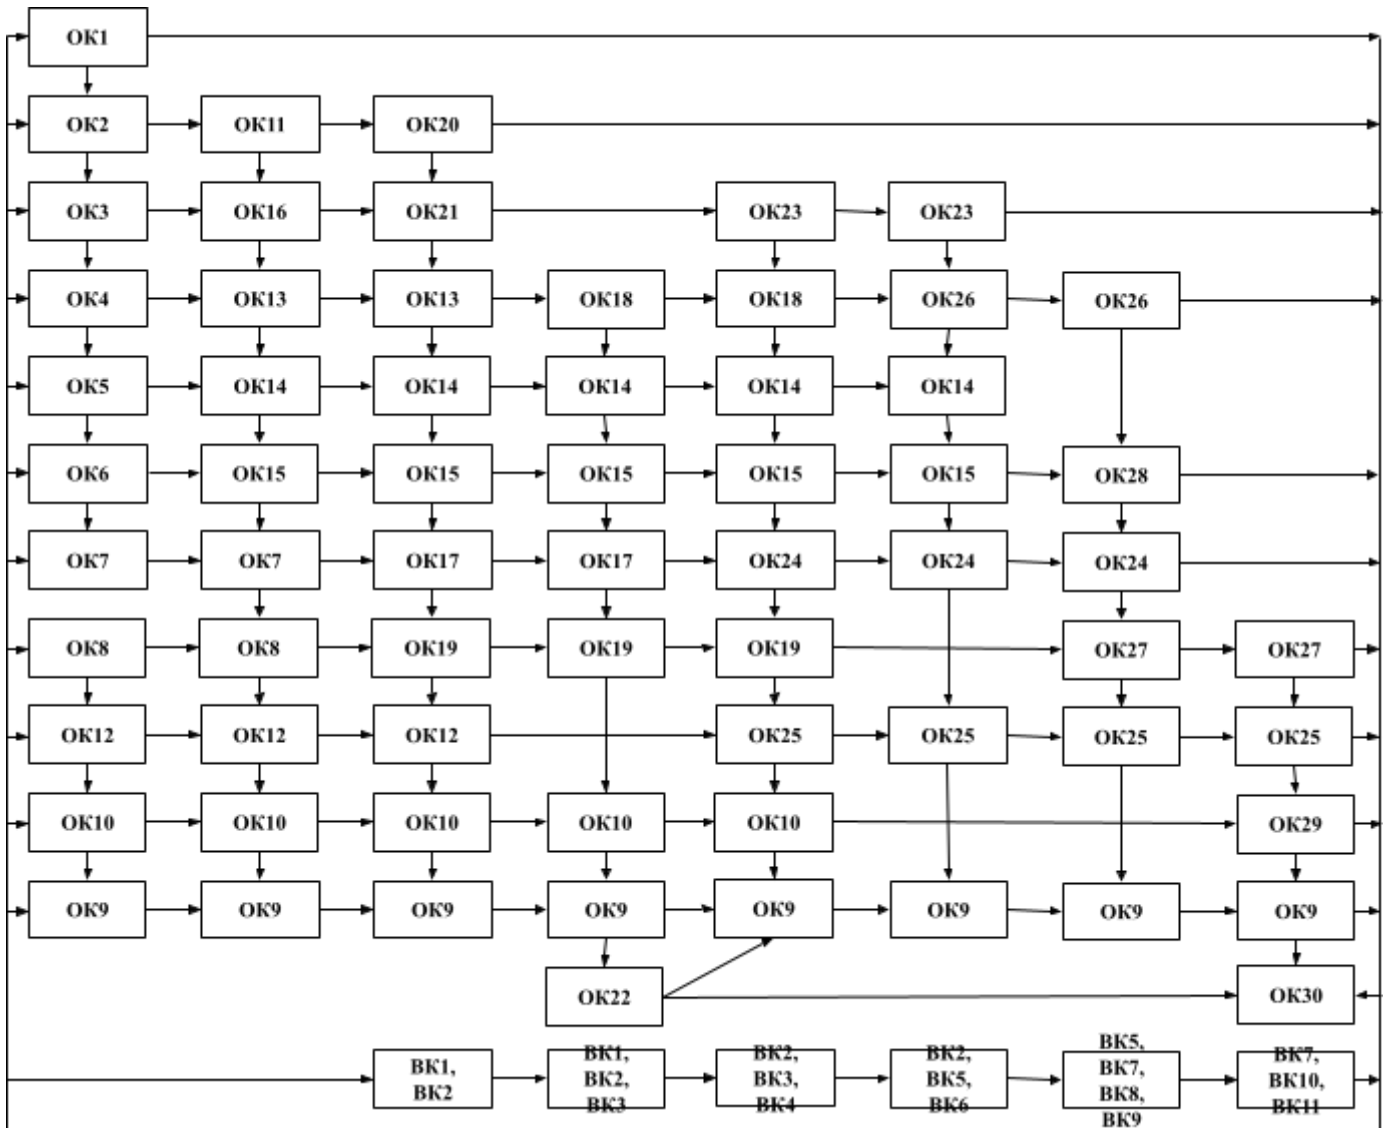 ОК1
ОК2 ОК11 ОК20
ОК3 ОК16 ОК21 ОК23 ОК23
ОК4 ОК13 ОК13 ОК18 ОК18 ОК26 ОК26
ОК5 ОК14 ОК14 ОК14 ОК14 ОК14
ОК6 ОК15 ОК15 ОК15 ОК15 ОК15 ОК28
ОК7 ОК7 ОК17 ОК17 ОК24 ОК24 ОК24
ОК8 ОК8 ОК19 ОК19 ОК19 ОК27 ОК27
ОК12 ОК12 ОК12 ОК25 ОК25 ОК25 ОК25
ОК10 ОК10 ОК10 ОК10 ОК10 ОК29
ОК9 ОК9 ОК9 ОК9 ОК9 ОК9 ОК9 ОК9
ОК22 ОК30
ВК1,
ВК2
ВК1,
ВК2,
ВК3
ВК2,
ВК3,
ВК4
ВК2,
ВК5,
ВК6
ВК5,
ВК7,
ВК8,
ВК9
ВК7,
ВК10,
ВК11